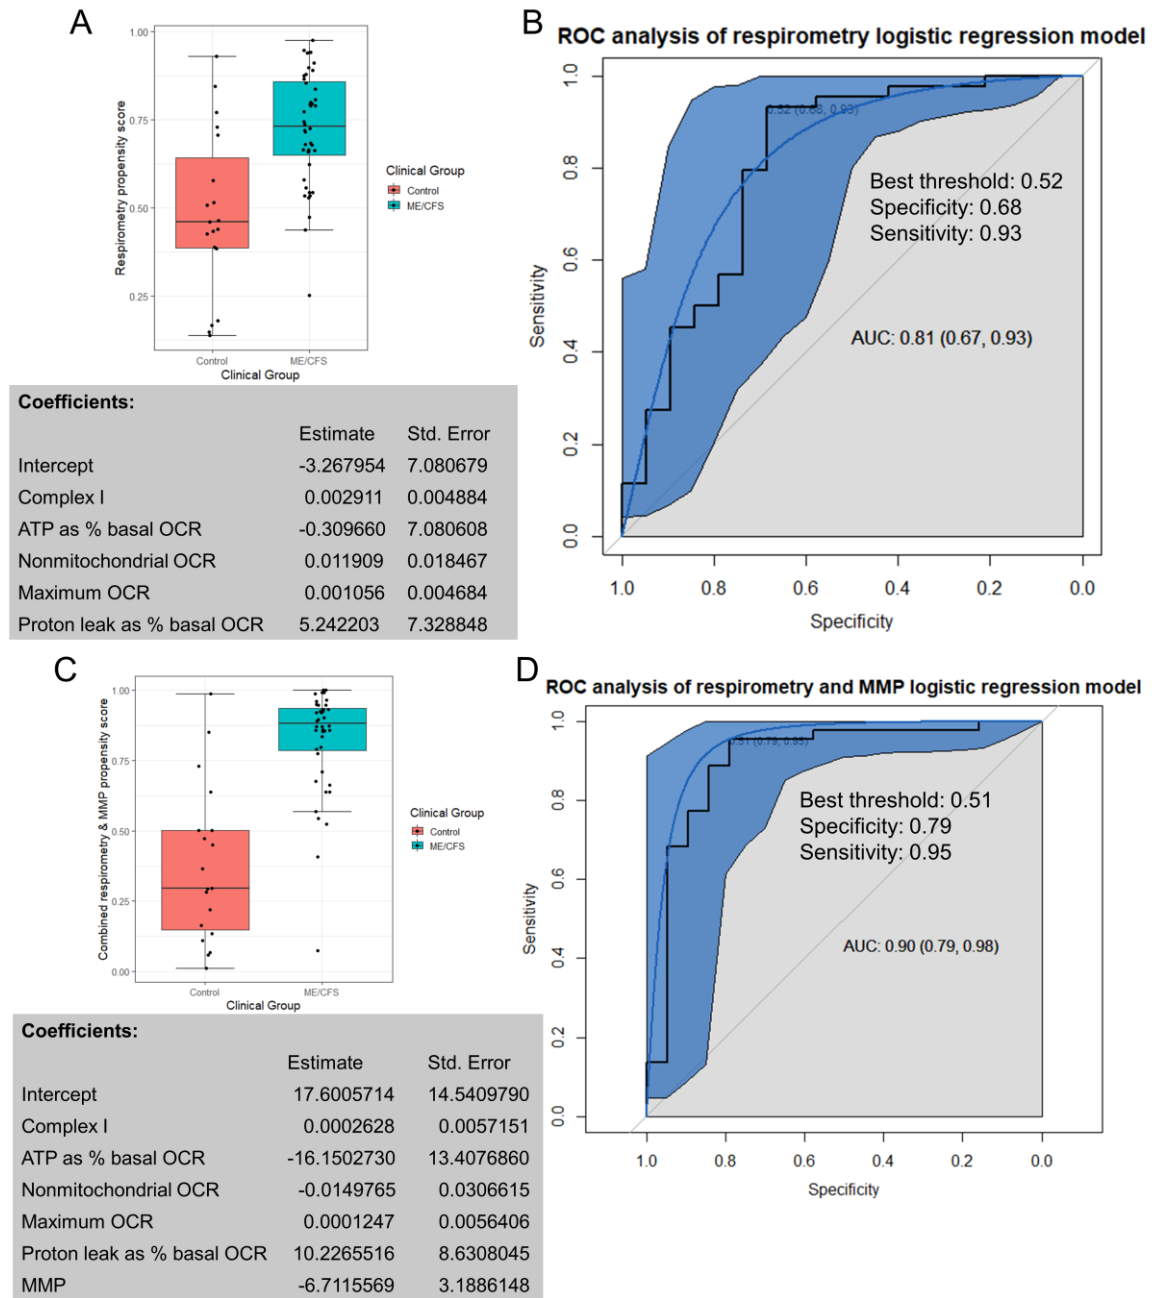 A
Respirometry propensity score
1.00
0.75
0.50
0.25
Control
ME/CFS
Clinical Group
Clinical Group
Control
ME/CFS
Coefficients:
Estimate Std. Error
Intercept -3.267954 7.080679
Complex I 0.002911 0.004884
ATP as % basal OCR -0.309660 7.080608
Nonmitochondrial OCR 0.011909 0.018467
Maximum OCR 0.001056 0.004684
Proton leak as % basal OCR 5.242203 7.328848
B
ROC analysis of respirometry logistic regression model
Sensitivity
1.0
0.8
0.6
0.4
0.2
0.0
0.52 (0.68, 0.93)
Best threshold: 0.52
Specificity: 0.68
Sensitivity: 0.93
AUC: 0.81 (0.67, 0.93)
1.0 0.8 0.6 0.4 0.2 0.0
Specificity
C
Combined respirometry & MMP propensity score
1.00
0.75
0.50
0.25
0.00
Control
ME/CFS
Clinical Group
Clinical Group
Control
ME/CFS
Coefficients:
Estimate Std. Error
Intercept 17.6005714 14.5409790
Complex I 0.0002628 0.0057151
ATP as % basal OCR -16.1502730 13.4076860
Nonmitochondrial OCR -0.0149765 0.0306615
Maximum OCR 0.0001247 0.0056406
Proton leak as % basal OCR 10.2265516 8.6308045
MMP -6.7115569 3.1886148
D
ROC analysis of respirometry and MMP logistic regression model
Sensitivity
1.0
0.8
0.6
0.4
0.2
0.0
0.51 (0.79, 0.95)
Best threshold: 0.51
Specificity: 0.79
Sensitivity: 0.95
AUC: 0.90 (0.79, 0.98)
1.0 0.8 0.6 0.4 0.2 0.0
Specificity